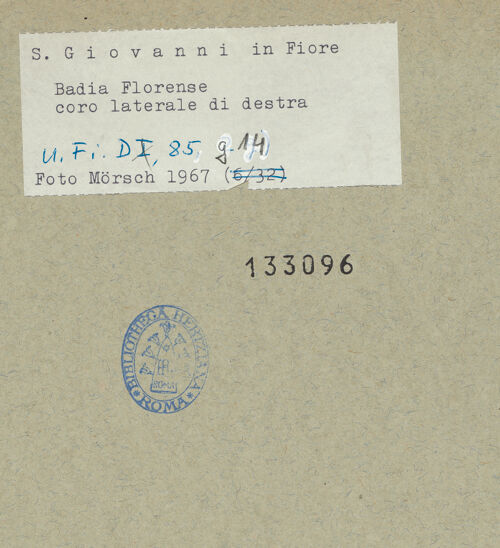 S. Giovanni in Fiore
Badia Florense
coro laterale di destra
U. Fi. DI, 85, g 14
Foto Mörsch 1967 (6/32)
133096
BIBLIOTHECA HERTZIANA
ROMA